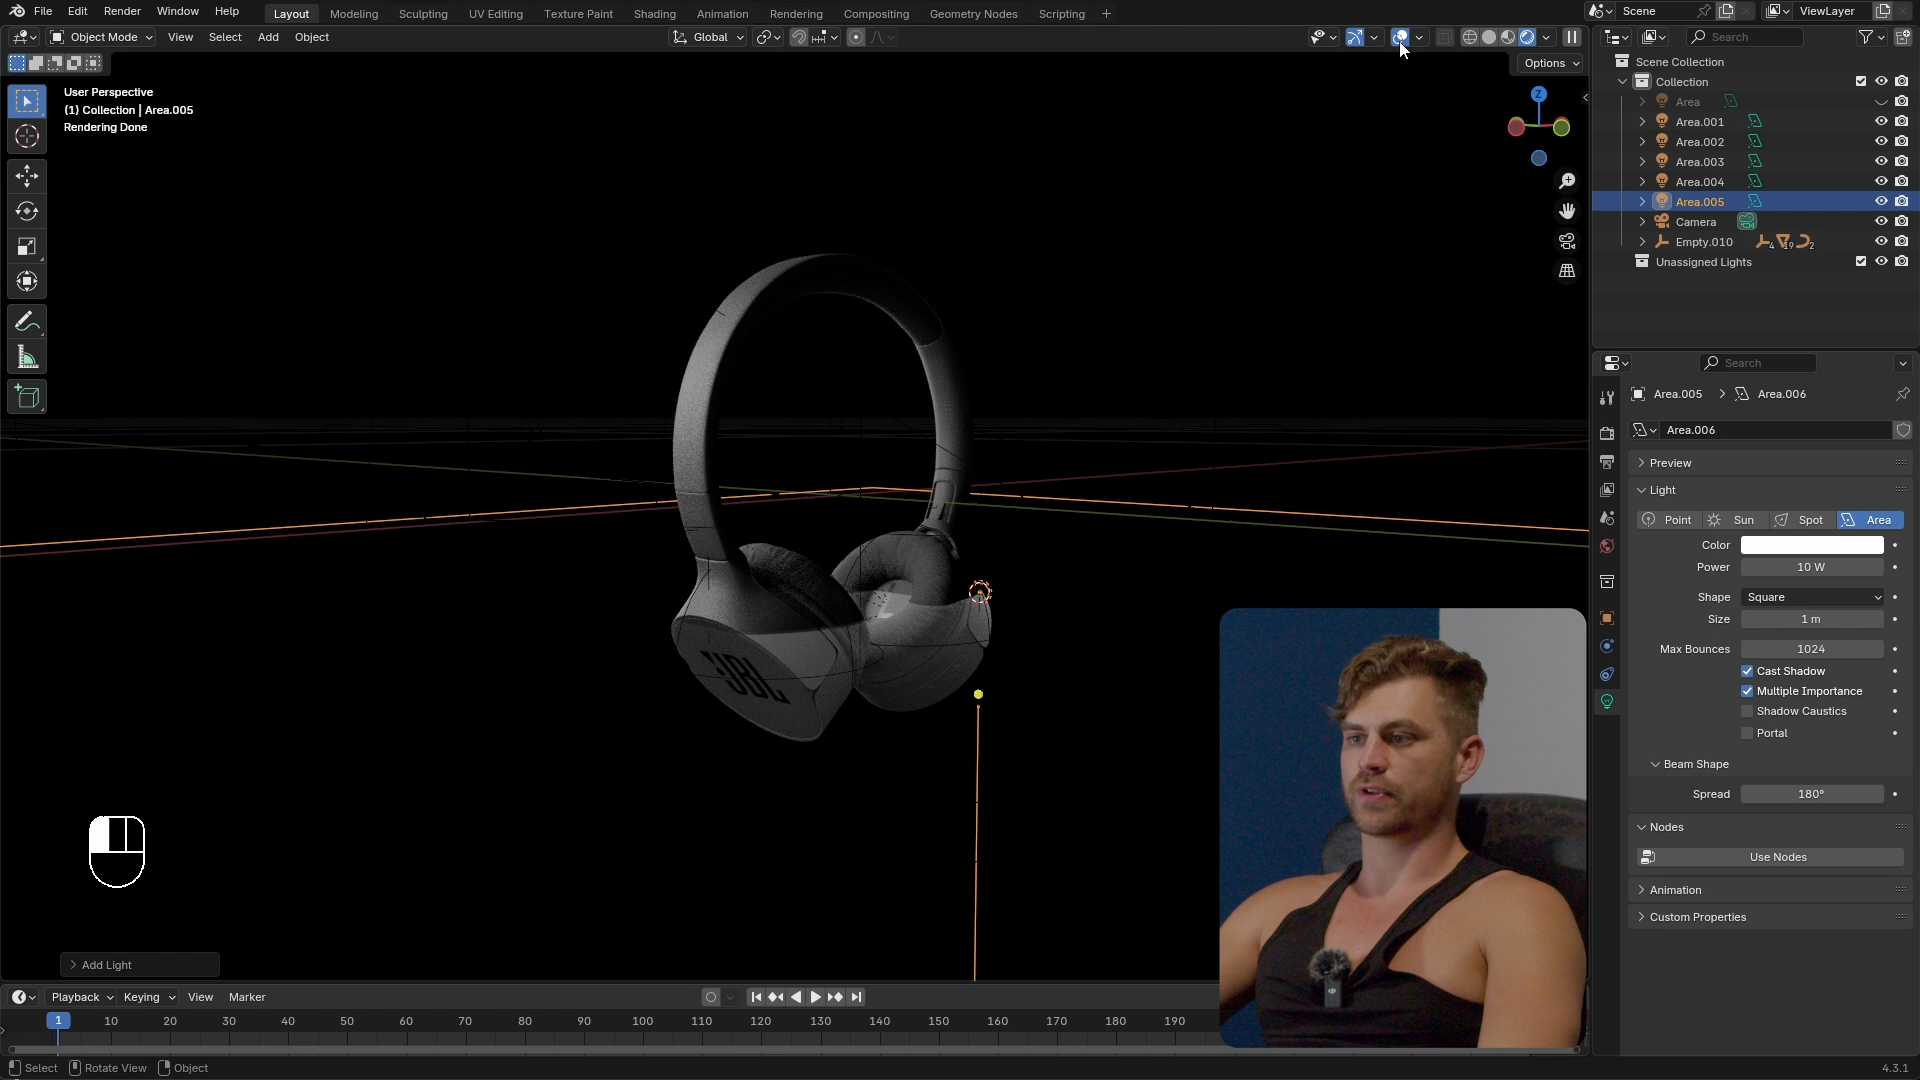 File Edit Render Window Help Layout Modeling Sculpting UV Editing Texture Paint Shading Animation Rendering Compositing Geometry Nodes Scripting + Scene ViewLayer
Object Mode View Select Add Object Global Search
Options
User Perspective
(1) Collection | Area.005
Rendering Done
Z
Scene Collection
Collection
Area
Area.001
Area.002
Area.003
Area.004
Area.005
Camera
Empty.010 4 19 2
Unassigned Lights
Search
Area.005 > Area.006
Area.006
Preview
Light
Point Sun Spot Area
Color
Power 10 W
Shape Square
Size 1 m
Max Bounces 1024
Cast Shadow
Multiple Importance
Shadow Caustics
Portal
Beam Shape
Spread 180°
Nodes
Use Nodes
Animation
Custom Properties
JBL
Add Light
Playback Keying View Marker
1 10 20 30 40 50 60 70 80 90 100 110 120 130 140 150 160 170 180 190
Select Rotate View Object 4.3.1